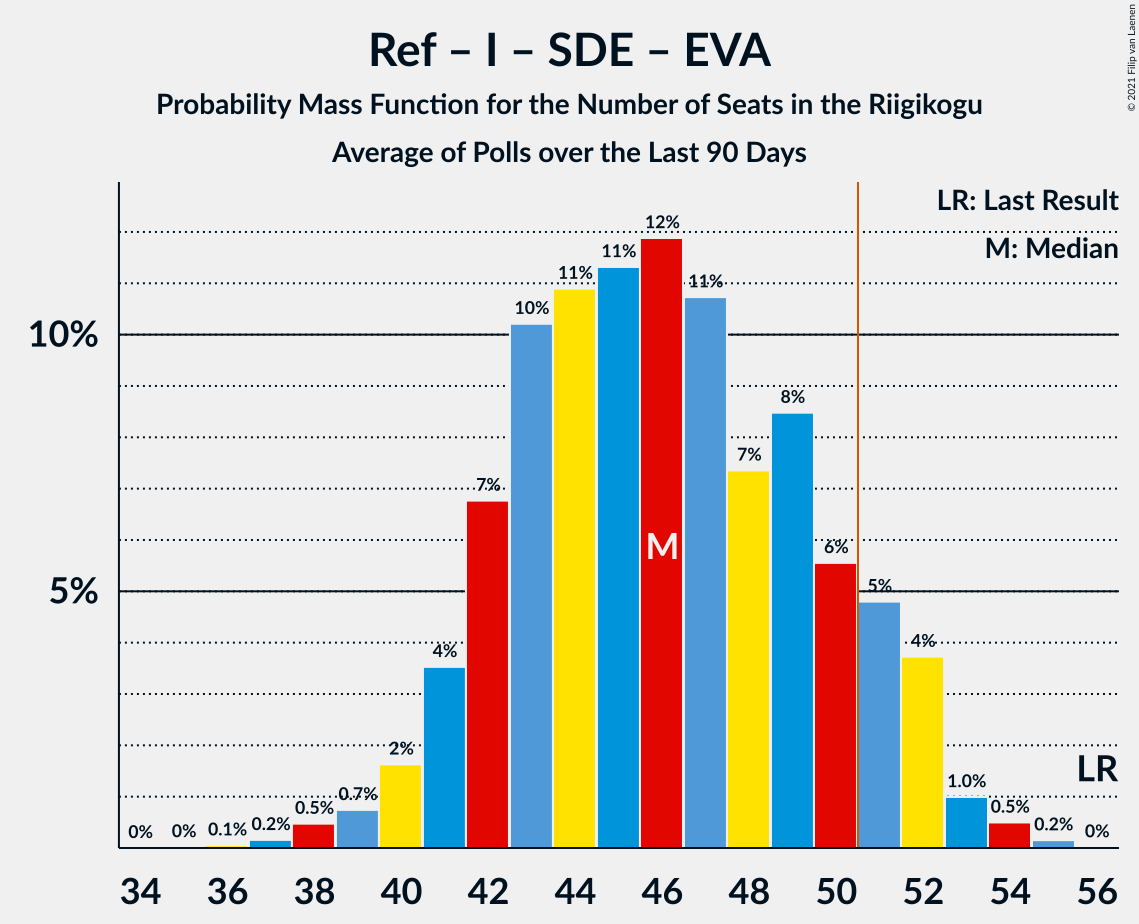 Ref – I – SDE – EVA
Probability Mass Function for the Number of Seats in the Riigikogu
Average of Polls over the Last 90 Days
© 2021 Filip van Laenen
LR: Last Result
M: Median
10%
5%
0%
0%
0.1%
0.2%
0.5%
0.7%
2%
4%
7%
10%
11%
11%
12%
11%
7%
8%
6%
5%
4%
1.0%
0.5%
0.2%
0%
M
LR
34 36 38 40 42 44 46 48 50 52 54 56